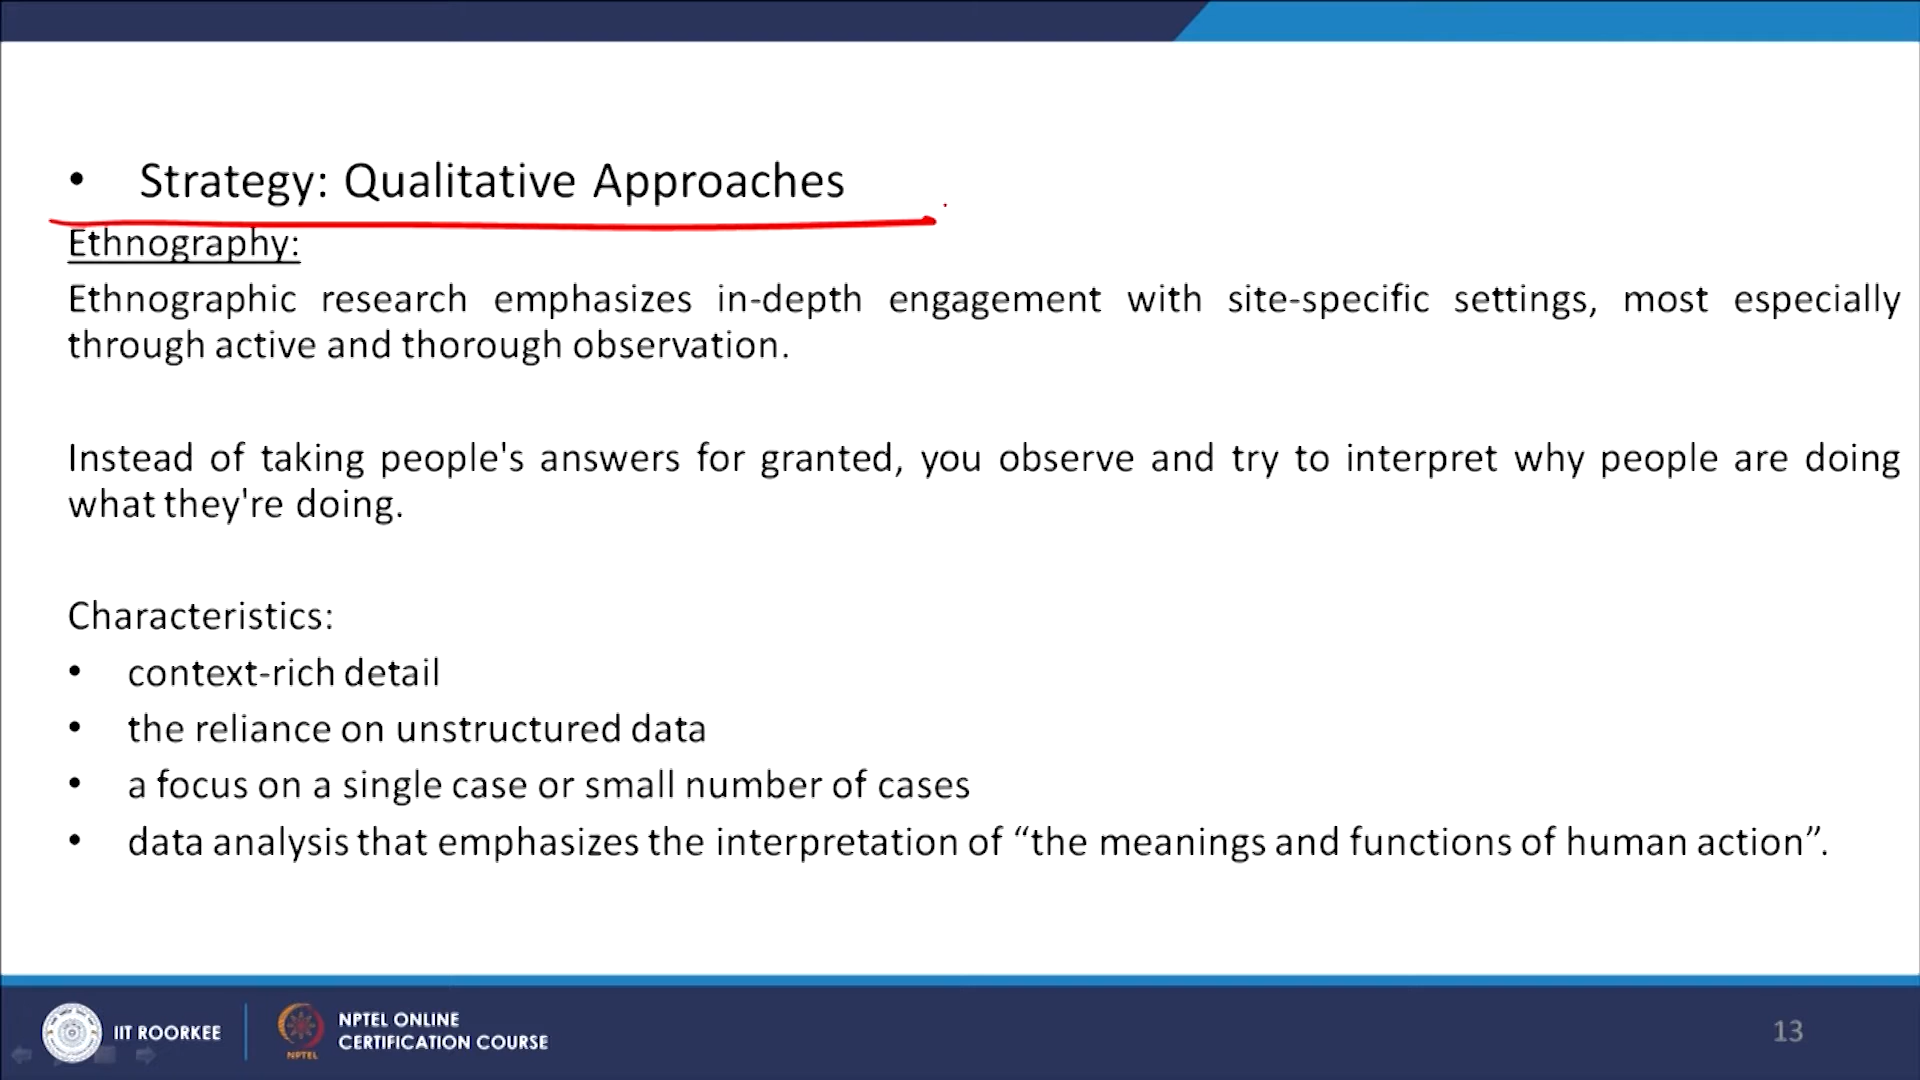 • Strategy: Qualitative Approaches
Ethnography:
Ethnographic research emphasizes in-depth engagement with site-specific settings, most especially
through active and thorough observation.
Instead of taking people's answers for granted, you observe and try to interpret why people are doing
what they're doing.
Characteristics:
• context-rich detail
• the reliance on unstructured data
• a focus on a single case or small number of cases
• data analysis that emphasizes the interpretation of “the meanings and functions of human action”.
IIT ROORKEE
NPTEL
NPTEL ONLINE
CERTIFICATION COURSE
13